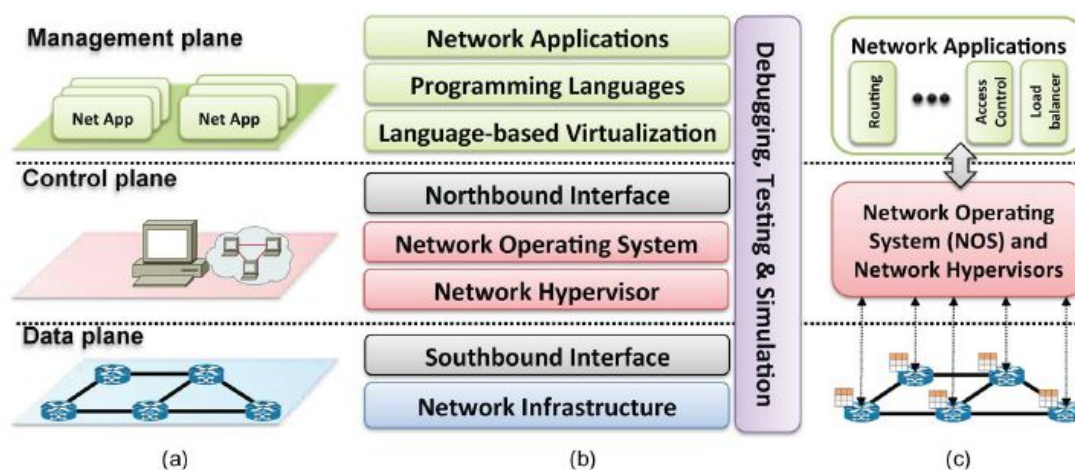 Management plane
Net App
Net App
Control plane
Data plane
(a)
Network Applications
Programming Languages
Language-based Virtualization
Northbound Interface
Network Operating System
Network Hypervisor
Southbound Interface
Network Infrastructure
Debugging, Testing & Simulation
(b)
Network Applications
Routing
Access
Control
Load
balancer
Network Operating
System (NOS) and
Network Hypervisors
(c)